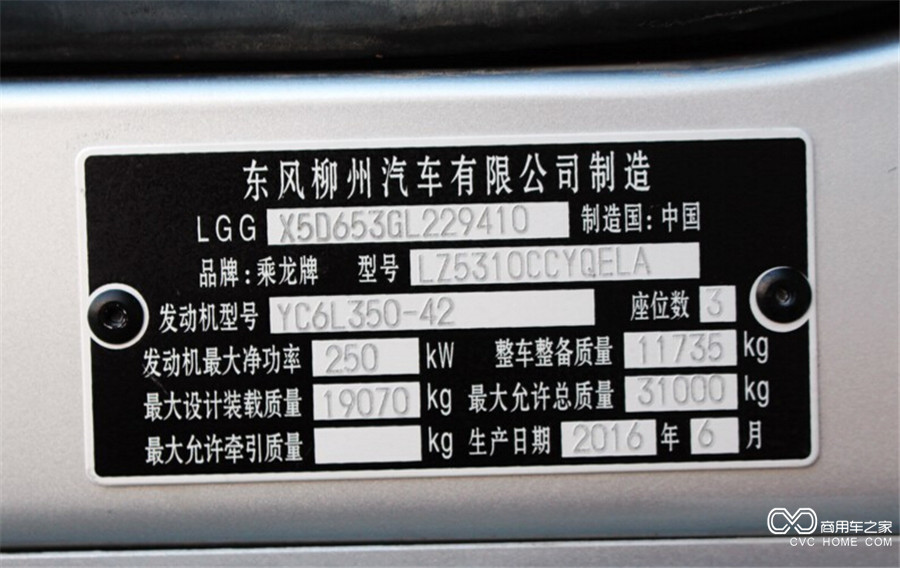 东风柳州汽车有限公司制造
LGG X5D653GL229410 制造国:中国
品牌:乘龙牌 型号 LZ5310CCYQELA
发动机型号 YC6L350-42 座位数 3
发动机最大净功率 250 kW 整车整备质量 11735 kg
最大设计装载质量 19070 kg 最大允许总质量 31000 kg
最大允许牵引质量 kg 生产日期 2016 年 6 月
商用车之家
CVC HOME COM